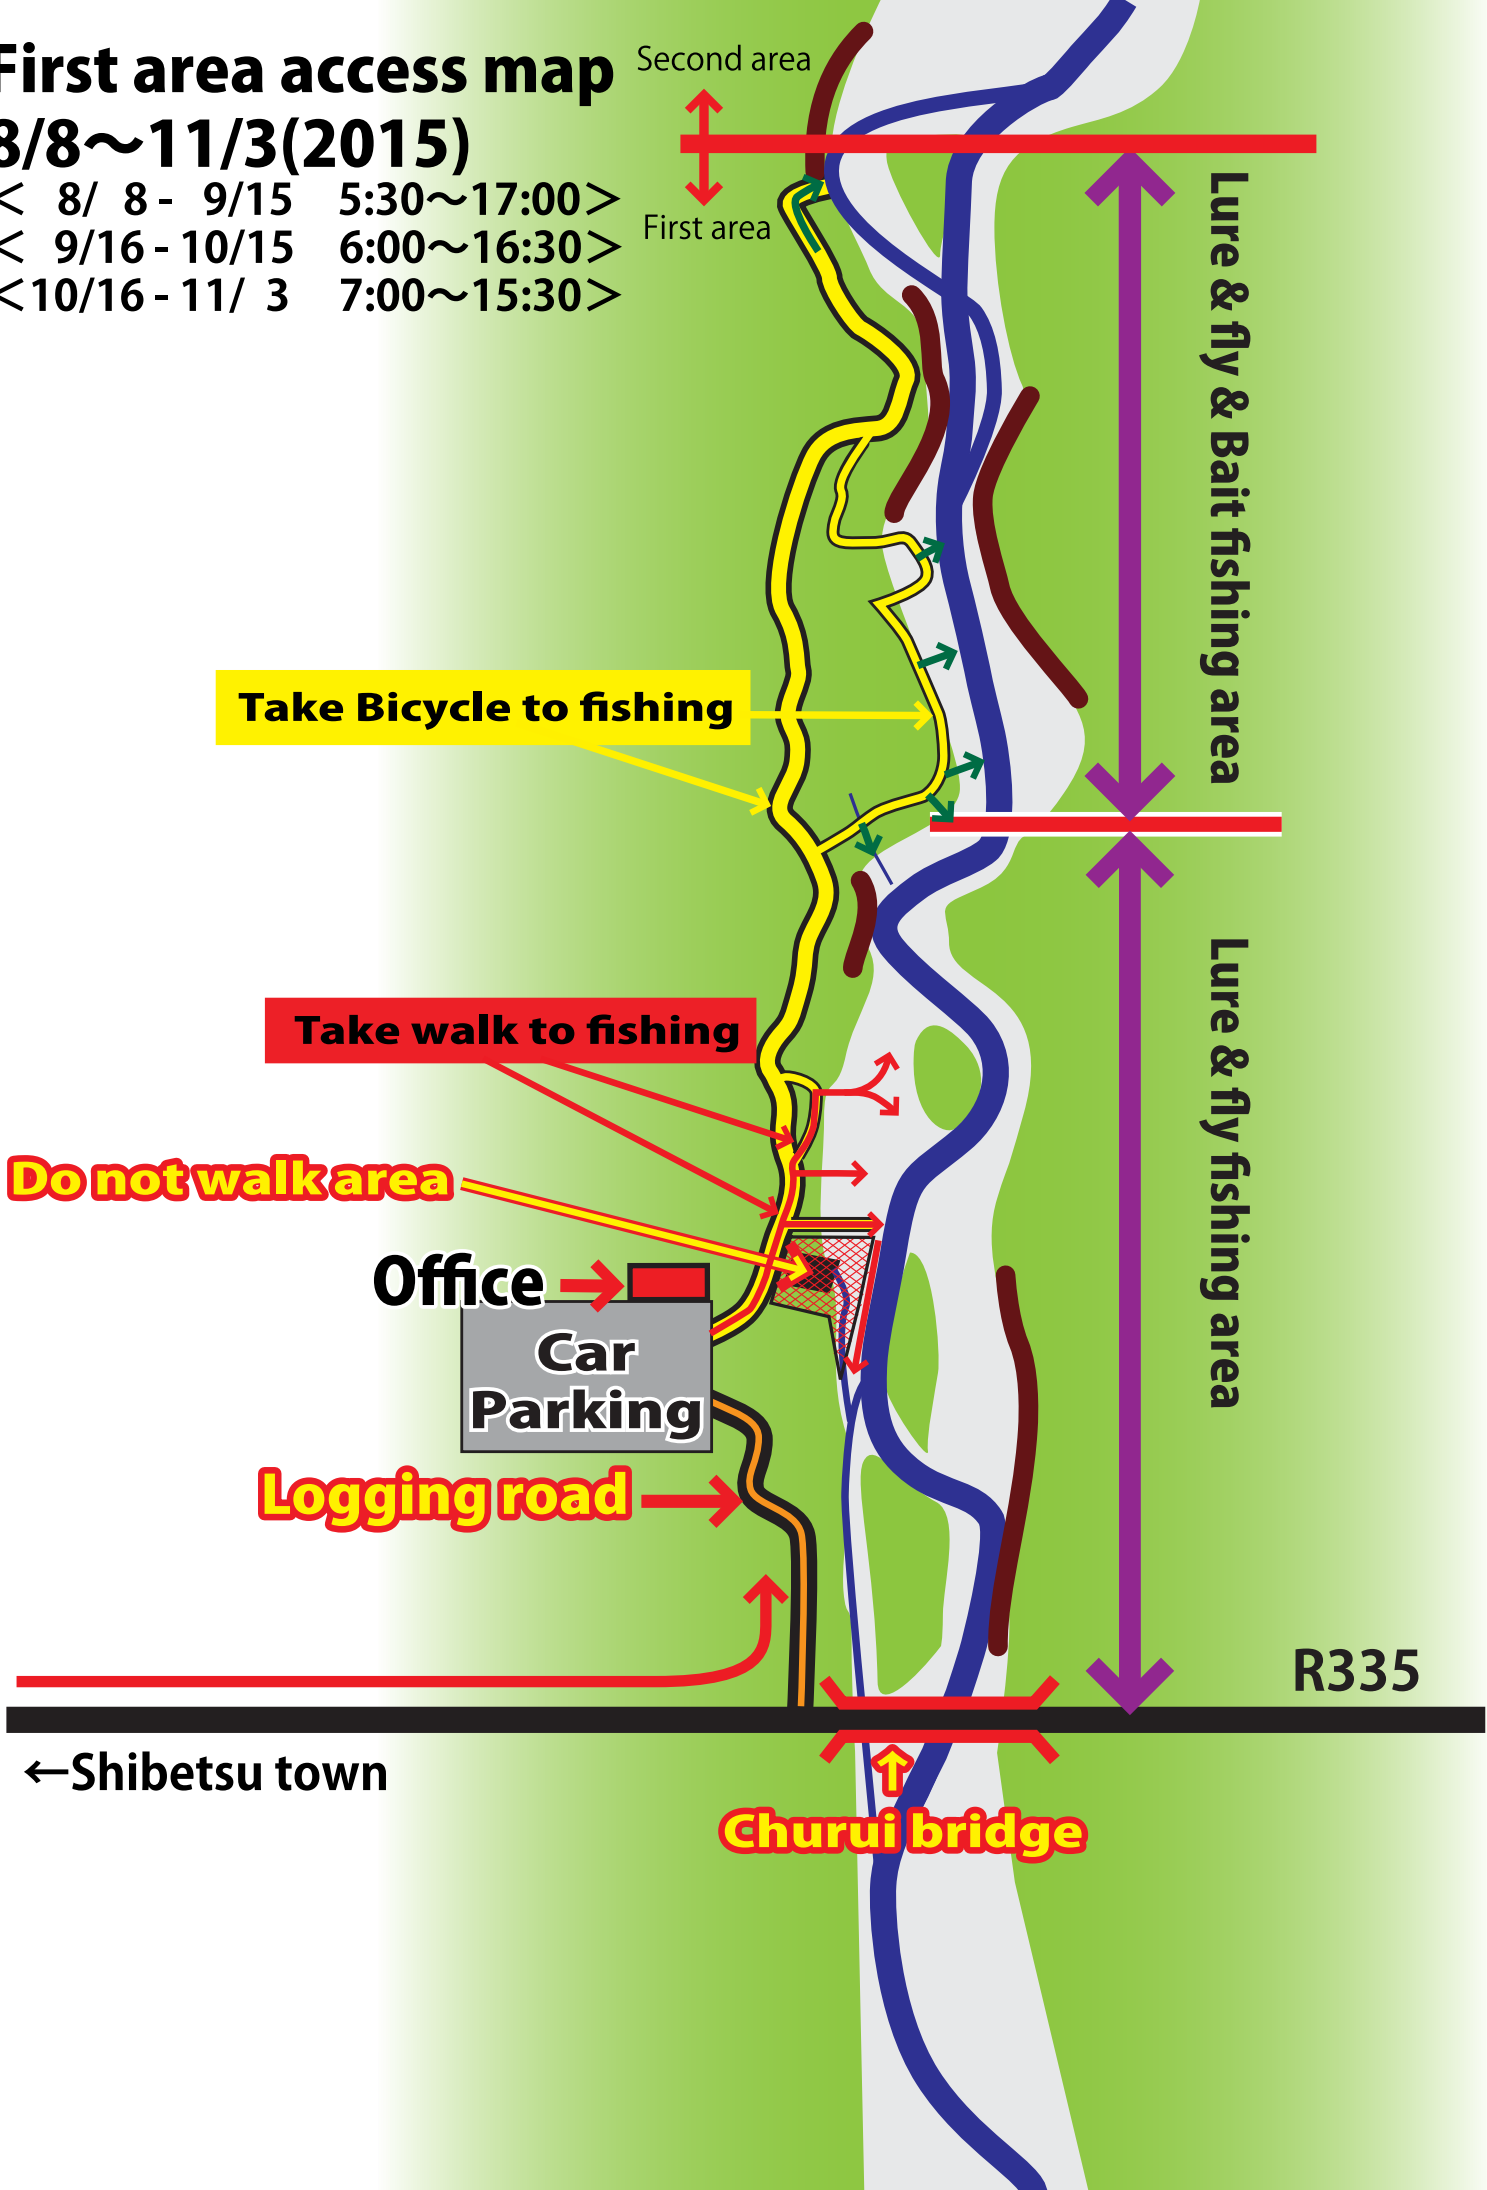 First area access map
8/8～11/3(2015)
＜ 8/ 8 - 9/15 5:30～17:00＞
＜ 9/16 - 10/15 6:00～16:30＞
＜10/16 - 11/ 3 7:00～15:30＞
Second area
First area
Lure & fly & Bait fishing area
Take Bicycle to fishing
Lure & fly fishing area
Take walk to fishing
Do not walk area
Office
Car
Parking
Logging road
R335
←Shibetsu town
Churui bridge